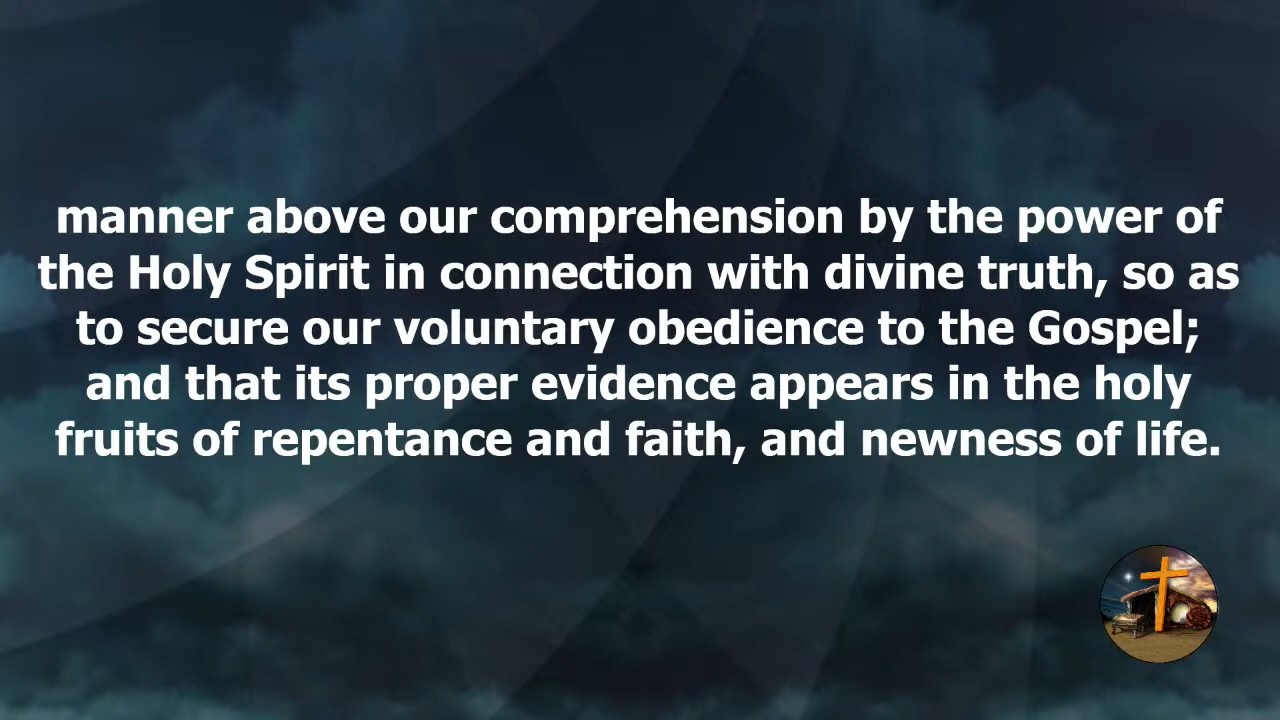 manner above our comprehension by the power of
the Holy Spirit in connection with divine truth, so as
to secure our voluntary obedience to the Gospel;
and that its proper evidence appears in the holy
fruits of repentance and faith, and newness of life.